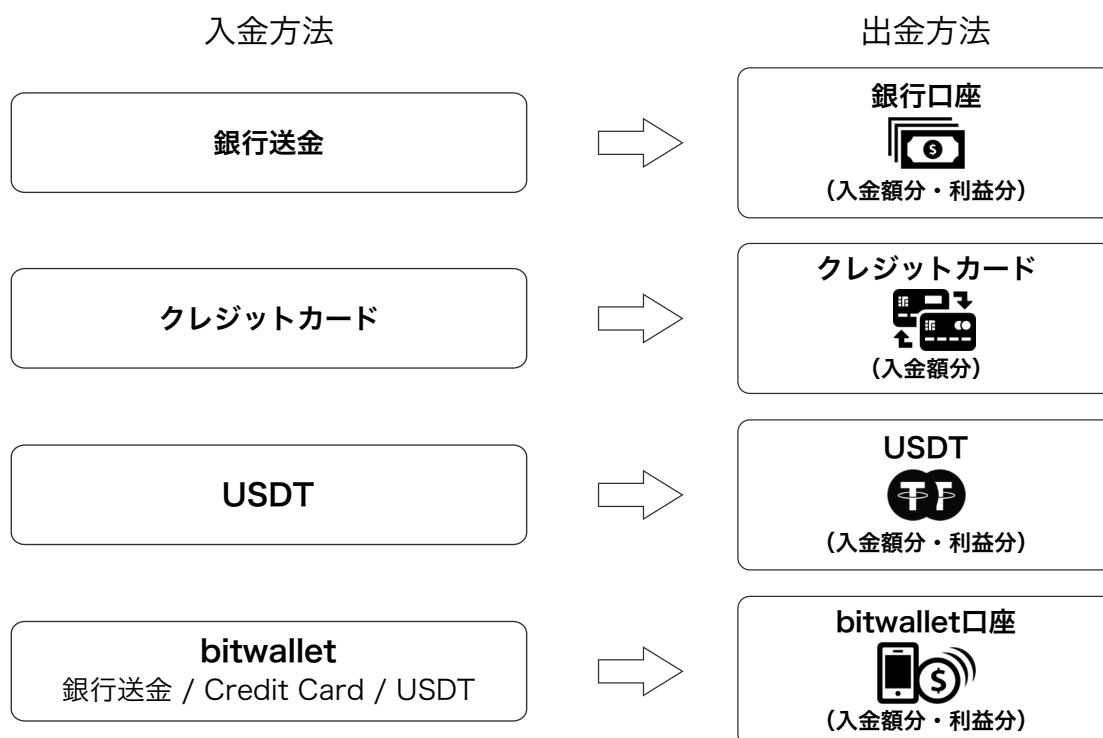 入金方法
出金方法
銀行送金
銀行口座
（入金額分・利益分）
クレジットカード
クレジットカード
（入金額分）
USDT
USDT
（入金額分・利益分）
bitwallet
銀行送金 / Credit Card / USDT
bitwallet口座
（入金額分・利益分）